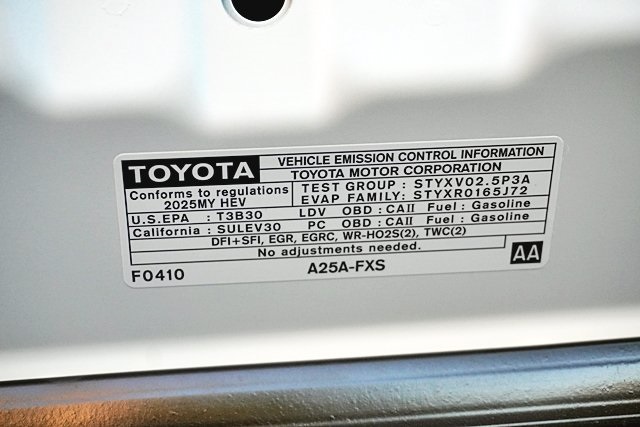 TOYOTA VEHICLE EMISSION CONTROL INFORMATION
TOYOTA MOTOR CORPORATION
Conforms to regulations
2025MY HEV
TEST GROUP : STYXV02.5P3A
EVAP FAMILY: STYXR0165J72
U.S.EPA : T3B30 LDV OBD : CAII Fuel : Gasoline
California : SULEV30 PC OBD : CAII Fuel : Gasoline
DFI+SFI, EGR, EGRC, WR-HO2S(2), TWC(2)
No adjustments needed.
F0410 A25A-FXS AA